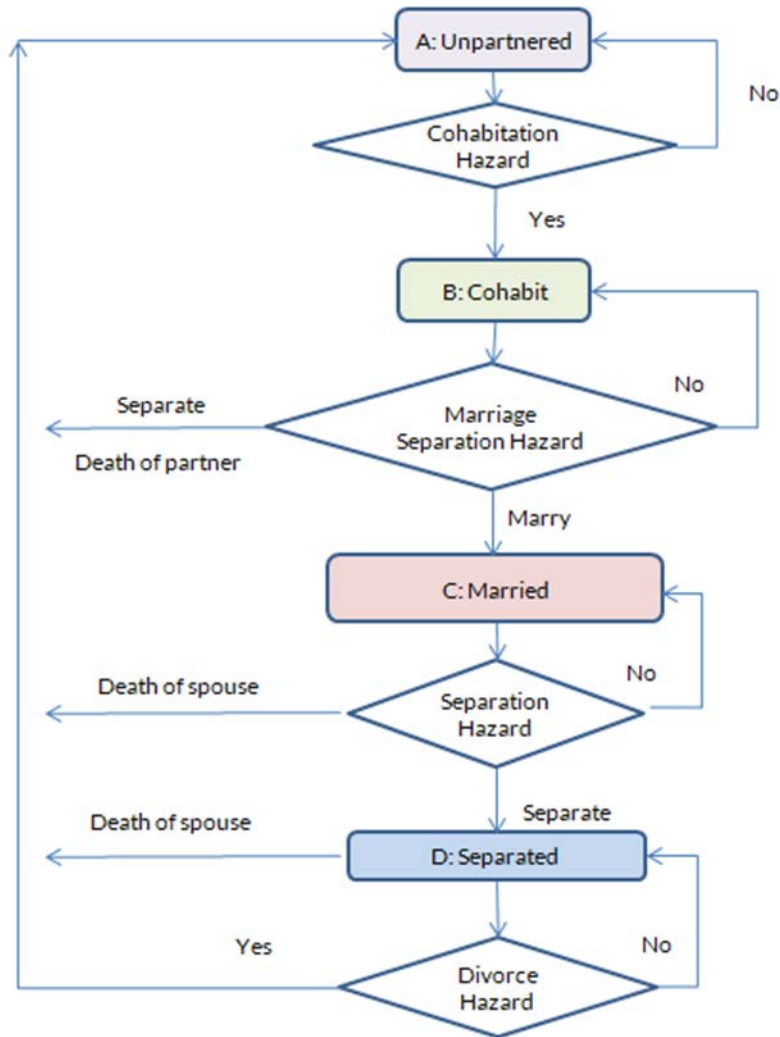 A: Unpartnered
No
Cohabitation
Hazard
Yes
B: Cohabit
No
Separate
Marriage
Separation Hazard
Death of partner
Marry
C: Married
No
Death of spouse
Separation
Hazard
Separate
Death of spouse
D: Separated
Yes
No
Divorce
Hazard